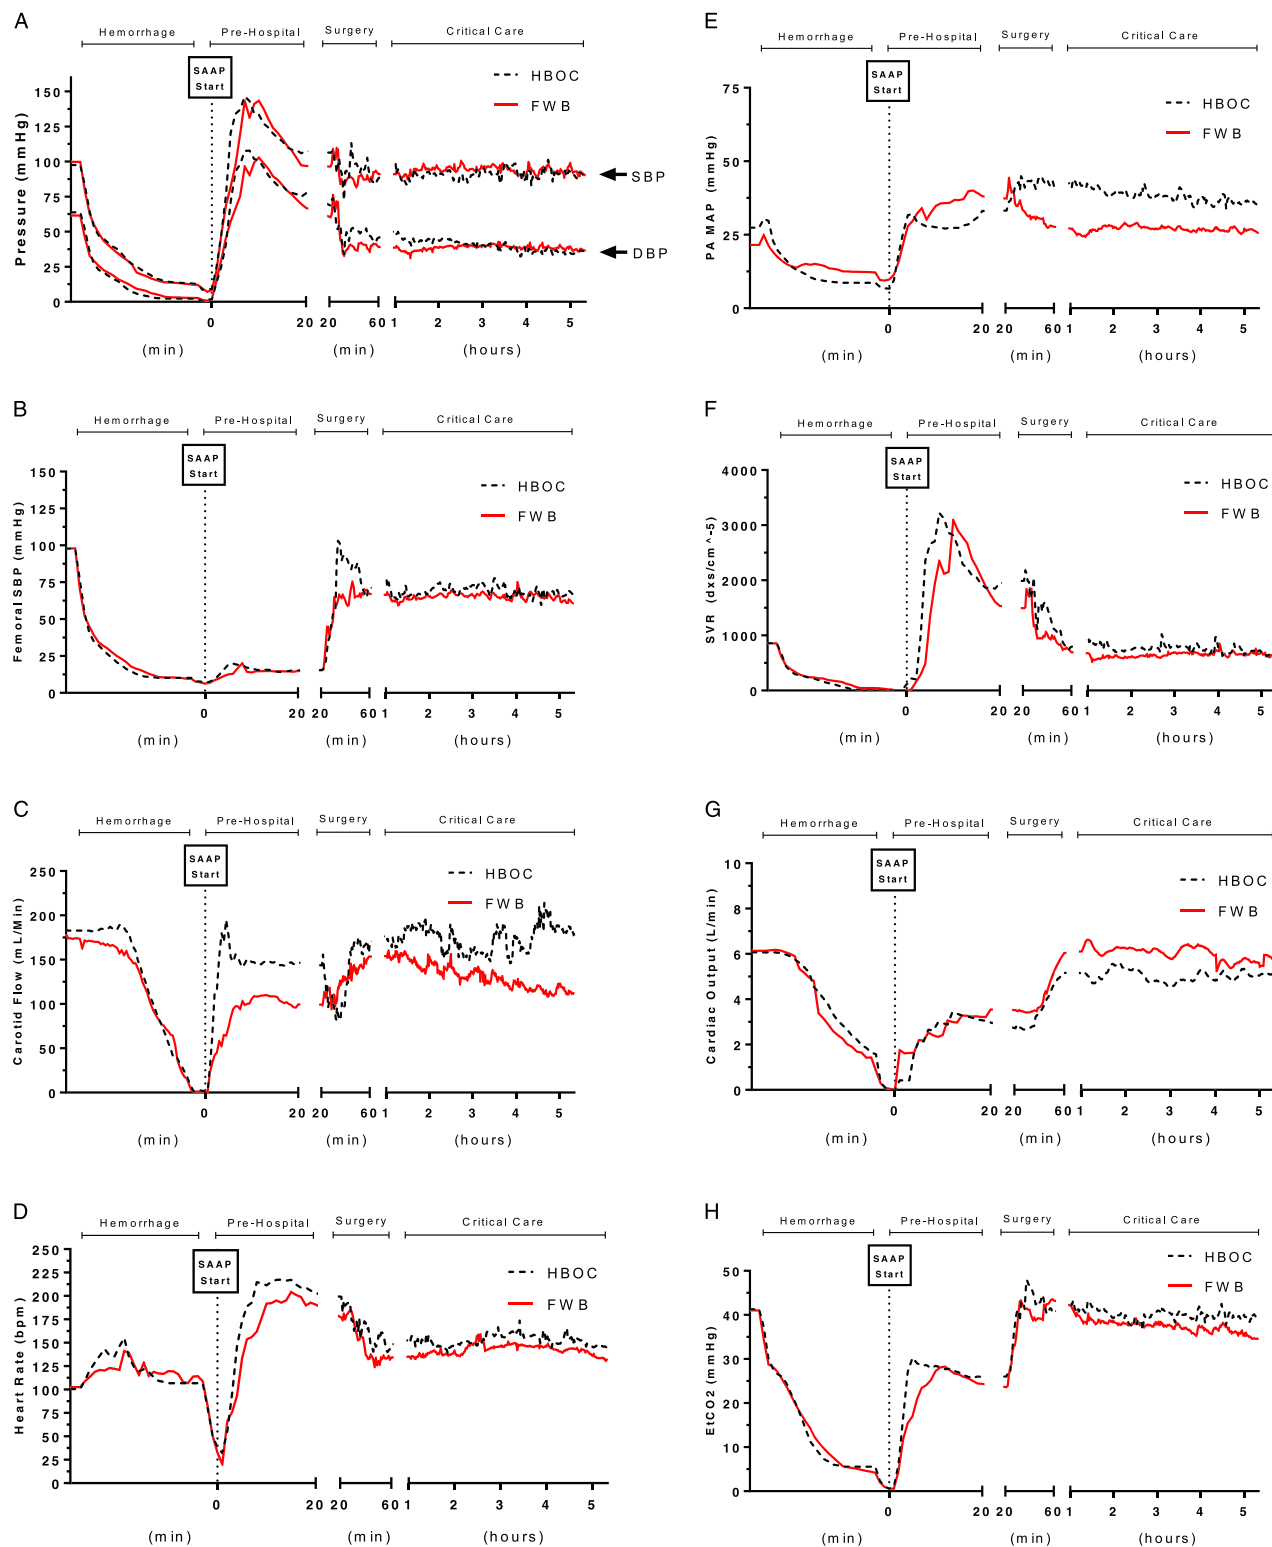 A
Hemorrhage
Pre-Hospital
Surgery
Critical Care
SAAP
Start
HBOC
FWB
Pressure (mmHg)
150
125
100
75
50
25
0
SBP
DBP
0
20
20
60
1
2
3
4
5
(min)
(min)
(hours)
E
Hemorrhage
Pre-Hospital
Surgery
Critical Care
SAAP
Start
HBOC
FWB
PA MAP (mmHg)
75
50
25
0
0
20
20
60
1
2
3
4
5
(min)
(min)
(hours)
B
Hemorrhage
Pre-Hospital
Surgery
Critical Care
SAAP
Start
HBOC
FWB
Femoral SBP (mmHg)
150
125
100
75
50
25
0
0
20
20
60
1
2
3
4
5
(min)
(min)
(hours)
F
Hemorrhage
Pre-Hospital
Surgery
Critical Care
SAAP
Start
HBOC
FWB
SVR (dxs/cm^-5)
4000
3000
2000
1000
0
0
20
20
60
1
2
3
4
5
(min)
(min)
(hours)
C
Hemorrhage
Pre-Hospital
Surgery
Critical Care
SAAP
Start
HBOC
FWB
Carotid Flow (mL/Min)
250
200
150
100
50
0
0
20
20
60
1
2
3
4
5
(min)
(min)
(hours)
G
Hemorrhage
Pre-Hospital
Surgery
Critical Care
SAAP
Start
HBOC
FWB
Cardiac Output (L/min)
10
8
6
4
2
0
0
20
20
60
1
2
3
4
5
(min)
(min)
(hours)
D
Hemorrhage
Pre-Hospital
Surgery
Critical Care
SAAP
Start
HBOC
FWB
Heart Rate (bpm)
250
225
200
175
150
125
100
75
50
25
0
0
20
20
60
1
2
3
4
5
(min)
(min)
(hours)
H
Hemorrhage
Pre-Hospital
Surgery
Critical Care
SAAP
Start
HBOC
FWB
EtCO2 (mmHg)
50
40
30
20
10
0
0
20
20
60
1
2
3
4
5
(min)
(min)
(hours)